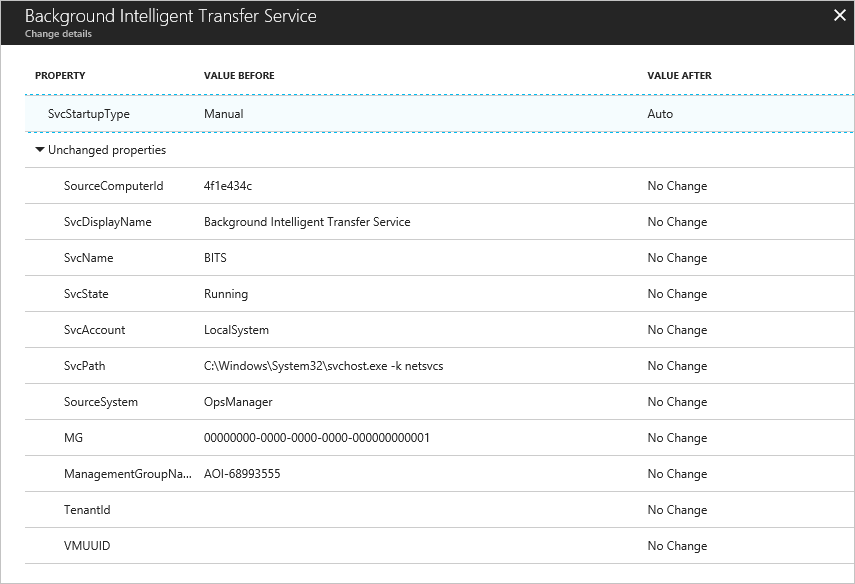 Background Intelligent Transfer Service
Change details
PROPERTY VALUE BEFORE VALUE AFTER
SvcStartupType Manual Auto
Unchanged properties
SourceComputerId 4f1e434c No Change
SvcDisplayName Background Intelligent Transfer Service No Change
SvcName BITS No Change
SvcState Running No Change
SvcAccount LocalSystem No Change
SvcPath C:\Windows\System32\svchost.exe -k netsvcs No Change
SourceSystem OpsManager No Change
MG 00000000-0000-0000-0000-000000000001 No Change
ManagementGroupNa... AOI-68993555 No Change
TenantId No Change
VMUUID No Change